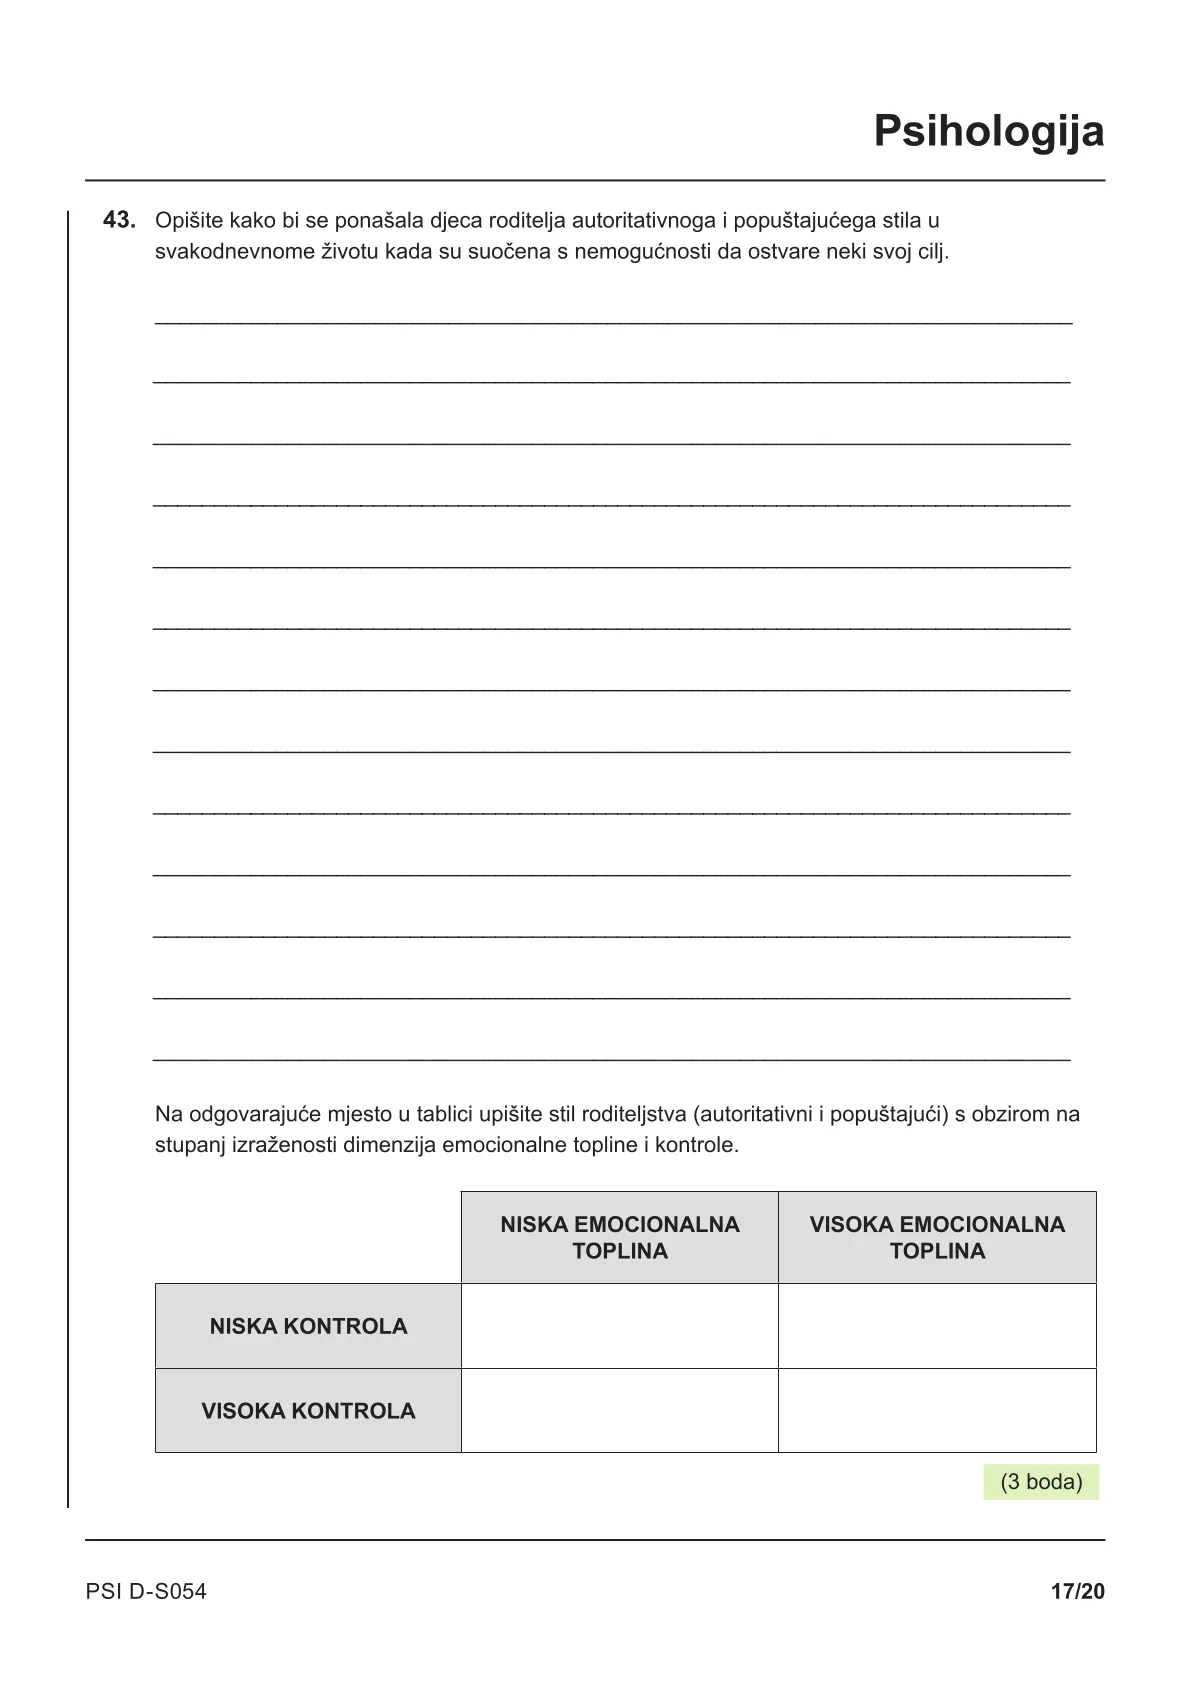 Psihologija
43. Opišite kako bi se ponašala djeca roditelja autoritativnoga i popuštajućega stila u
svakodnevnome životu kada su suočena s nemogućnosti da ostvare neki svoj cilj.
Na odgovarajuće mjesto u tablici upišite stil roditeljstva (autoritativni i popuštajući) s obzirom na
stupanj izraženosti dimenzija emocionalne topline i kontrole.
NISKA EMOCIONALNA
TOPLINA
VISOKA EMOCIONALNA
TOPLINA
NISKA KONTROLA
VISOKA KONTROLA
(3 boda)
PSI D-S054
17/20